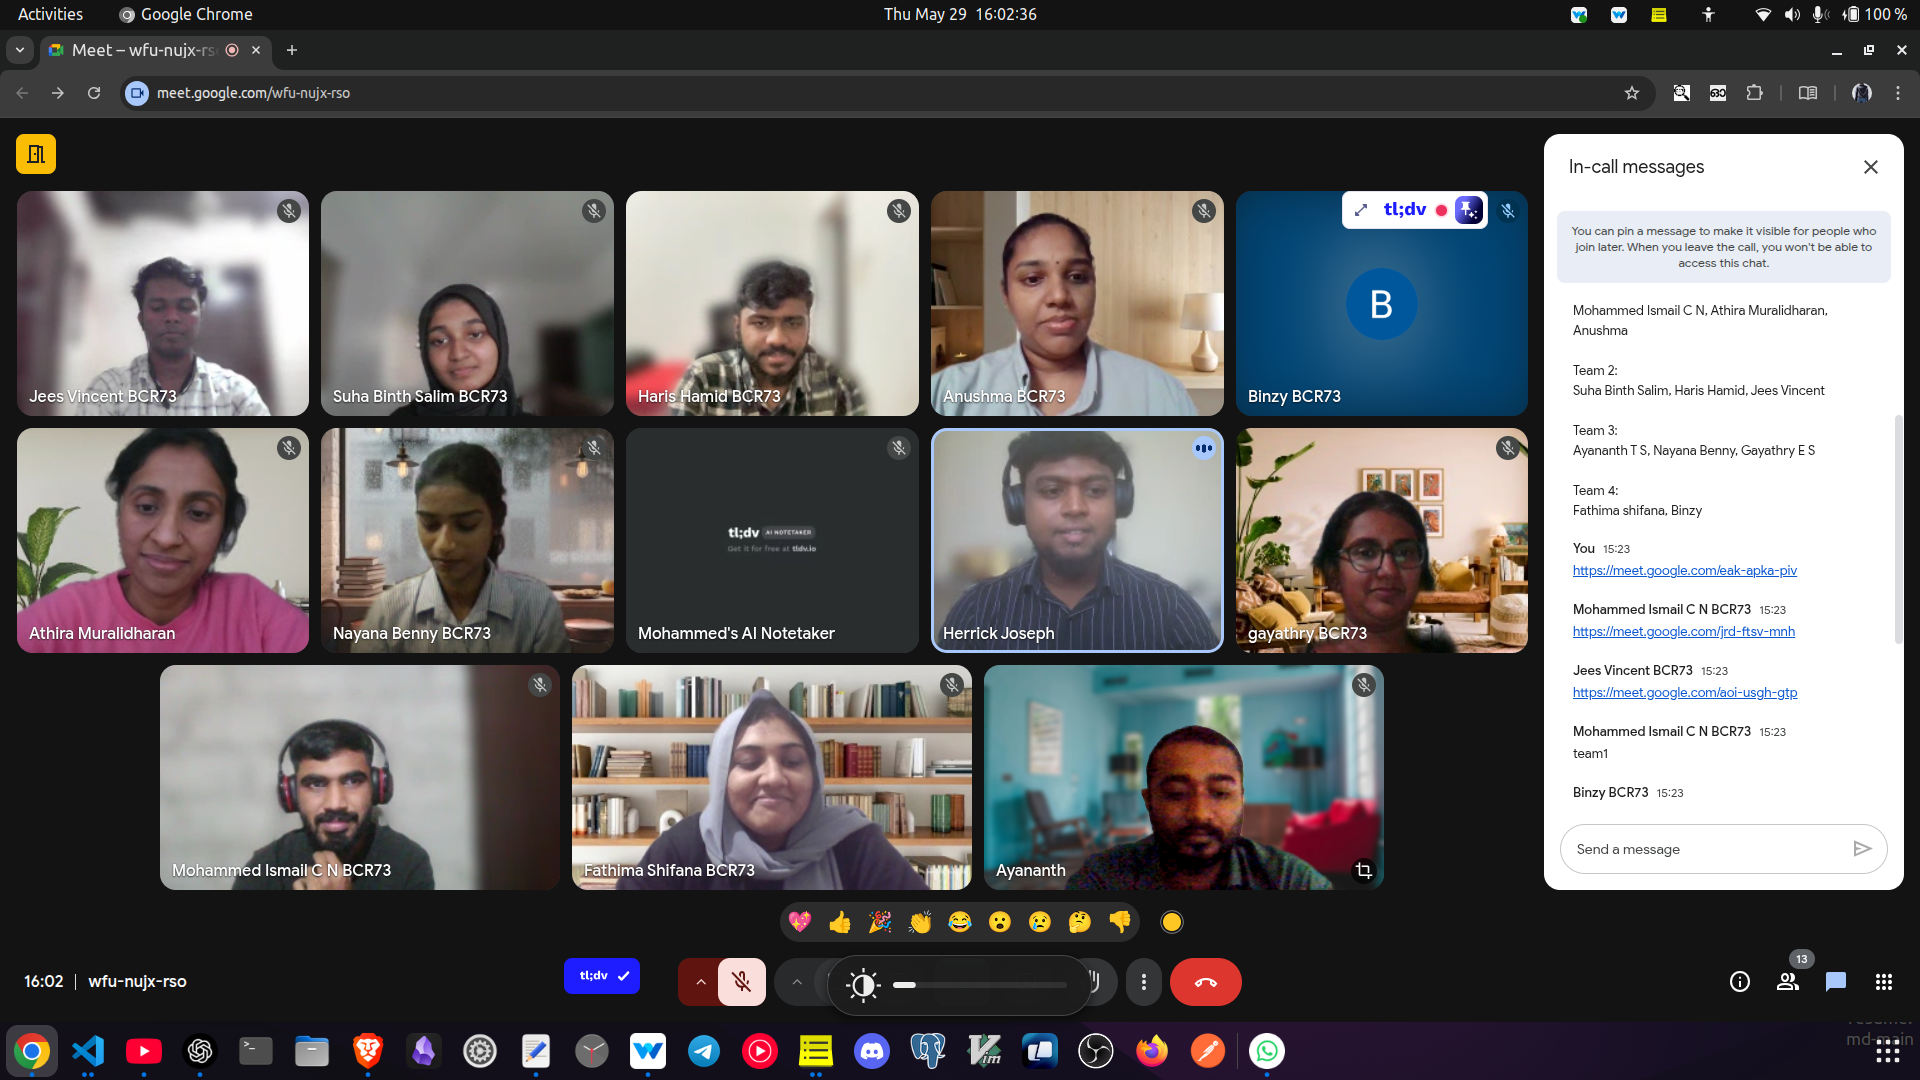 Activities
Google Chrome
Thu May 29 16:02:36
100 %
Meet – wfu-nujx-rs
meet.google.com/wfu-nujx-rso
In-call messages
You can pin a message to make it visible for people who
join later. When you leave the call, you won't be able to
access this chat.
Mohammed Ismail C N, Athira Muralidharan,
Anushma
Team 2:
Suha Binth Salim, Haris Hamid, Jees Vincent
Team 3:
Ayananth T S, Nayana Benny, Gayathry E S
Team 4:
Fathima shifana, Binzy
You 15:23
https://meet.google.com/eak-apka-piv
Mohammed Ismail C N BCR73 15:23
https://meet.google.com/jrd-ftsv-mnh
Jees Vincent BCR73 15:23
https://meet.google.com/aoi-usgh-gtp
Mohammed Ismail C N BCR73 15:23
team1
Binzy BCR73 15:23
Send a message
Jees Vincent BCR73
Suha Binth Salim BCR73
Haris Hamid BCR73
Anushma BCR73
tl;dv
B
Binzy BCR73
Athira Muralidharan
Nayana Benny BCR73
tl;dv AI NOTETAKER
Get it for free at tldv.io
Mohammed's AI Notetaker
Herrick Joseph
gayathry BCR73
Mohammed Ismail C N BCR73
Fathima Shifana BCR73
Ayananth
16:02 | wfu-nujx-rso
tl;dv
13
resume.
md-main